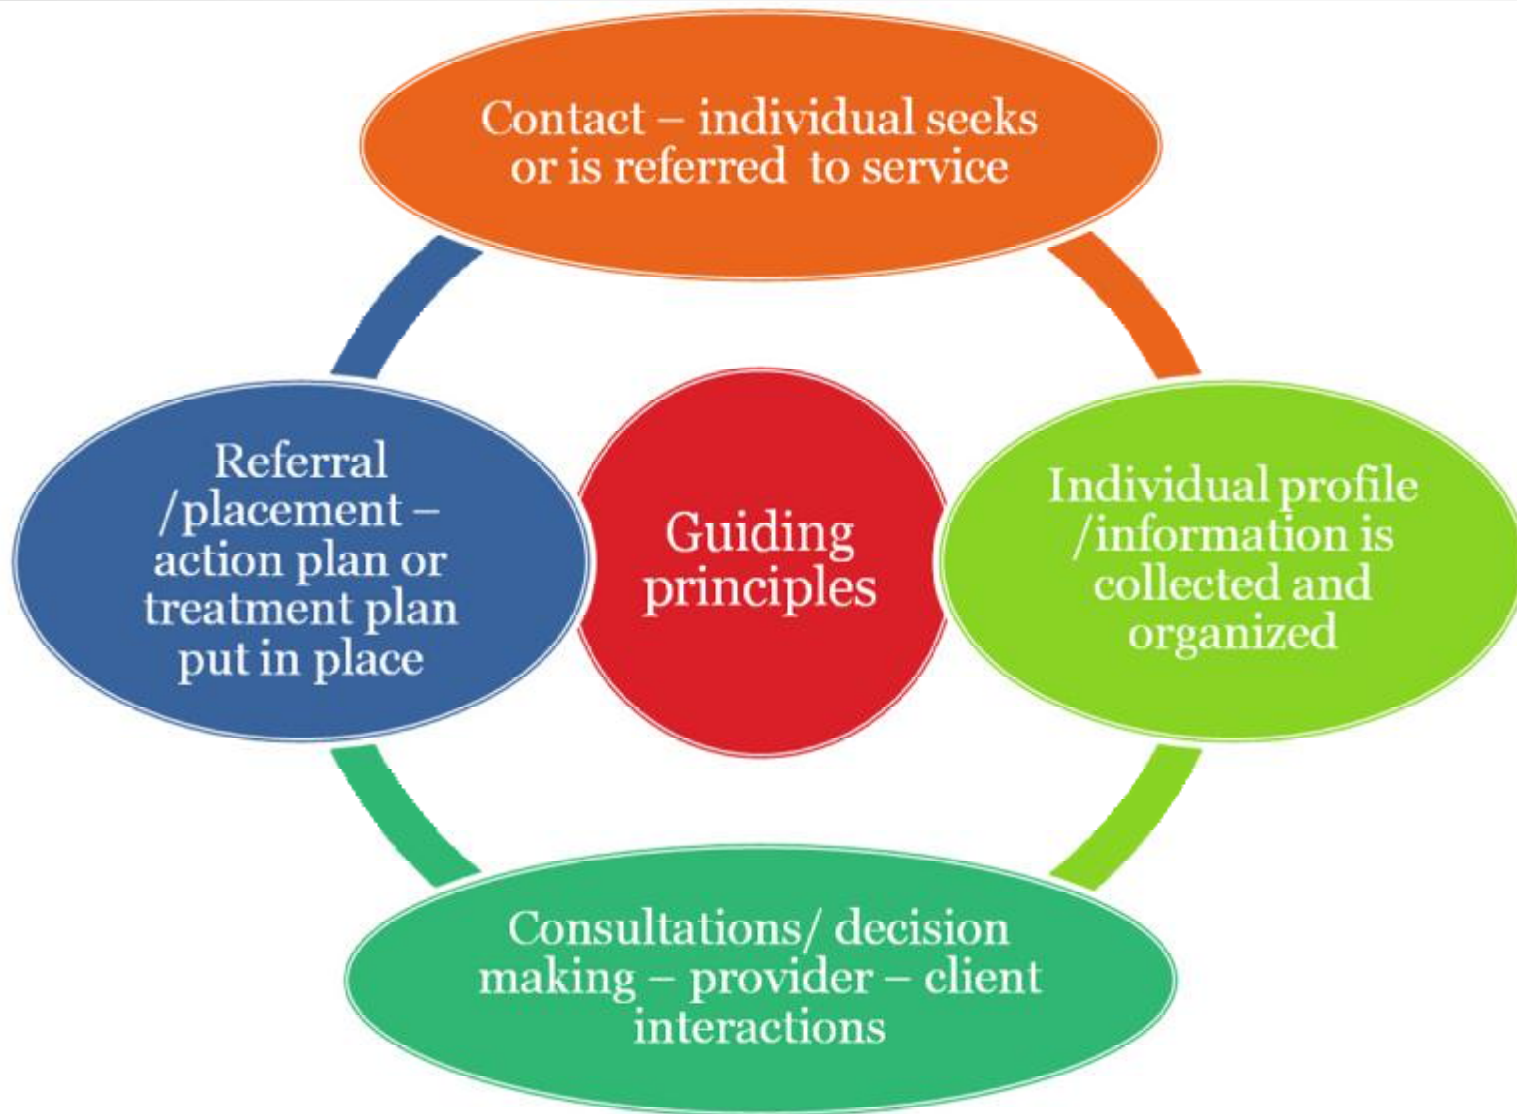 Contact – individual seeks
or is referred  to service
Referral
/placement –
action plan or
treatment plan
put in place
Guiding
principles
Individual profile
/information is
collected and
organized
Consultations/ decision
making – provider – client
interactions